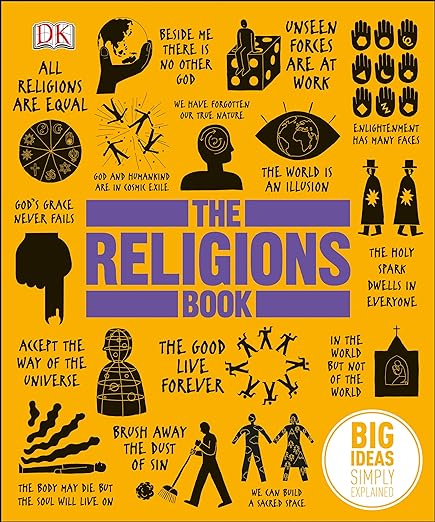 DK
ALL
RELIGIONS
ARE EQUAL
BESIDE ME
THERE IS
NO OTHER
GOD
UNSEEN
FORCES
ARE AT
WORK
WE HAVE FORGOTTEN
OUR TRUE NATURE
GOD AND HUMANKIND
ARE IN COSMIC EXILE
THE WORLD IS
AN ILLUSION
ENLIGHTENMENT
HAS MANY FACES
GOD'S GRACE
NEVER FAILS
THE
RELIGIONS
BOOK
THE HOLY
SPARK
DWELLS IN
EVERYONE
ACCEPT THE
WAY OF THE
UNIVERSE
THE GOOD
LIVE
FOREVER
IN THE
WORLD
BUT NOT
OF THE
WORLD
BRUSH AWAY
THE DUST
OF SIN
THE BODY MAY DIE BUT
THE SOUL WILL LIVE ON
WE CAN BUILD
A SACRED SPACE
BIG
IDEAS
SIMPLY
EXPLAINED